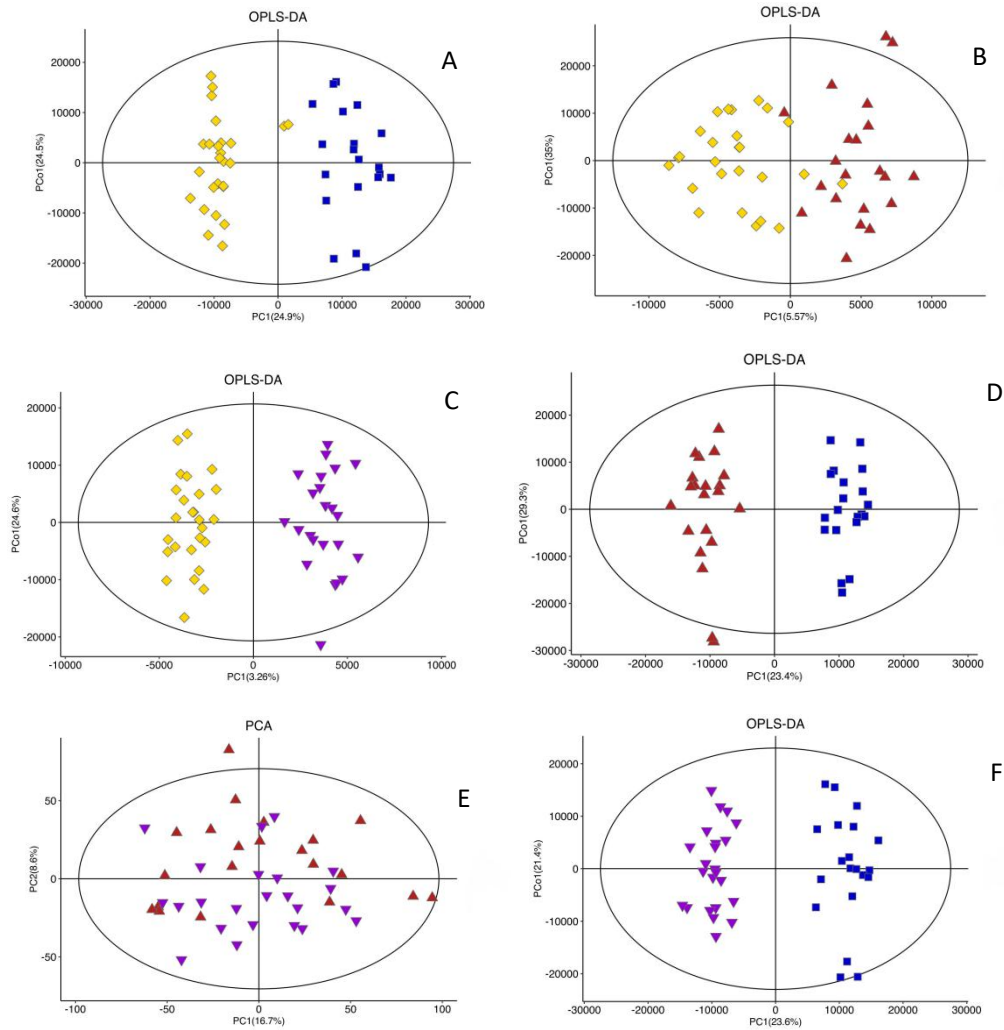 OPLS-DA
A
20000
10000
0
-10000
-20000
PCo1(24.5%)
-30000 -20000 -10000 0 10000 20000 30000
PC1(24.9%)
OPLS-DA
B
20000
10000
0
-10000
-20000
PCo1(35%)
-10000 -5000 0 5000 10000
PC1(5.57%)
OPLS-DA
C
20000
10000
0
-10000
-20000
PCo1(24.6%)
-10000 -5000 0 5000 10000
PC1(3.26%)
OPLS-DA
D
20000
10000
0
-10000
-20000
-30000
PCo1(29.3%)
-30000 -20000 -10000 0 10000 20000 30000
PC1(23.4%)
PCA
E
50
0
-50
PC2(8.6%)
-100 -50 0 50 100
PC1(16.7%)
OPLS-DA
F
20000
10000
0
-10000
-20000
PCo1(21.4%)
-30000 -20000 -10000 0 10000 20000 30000
PC1(23.6%)